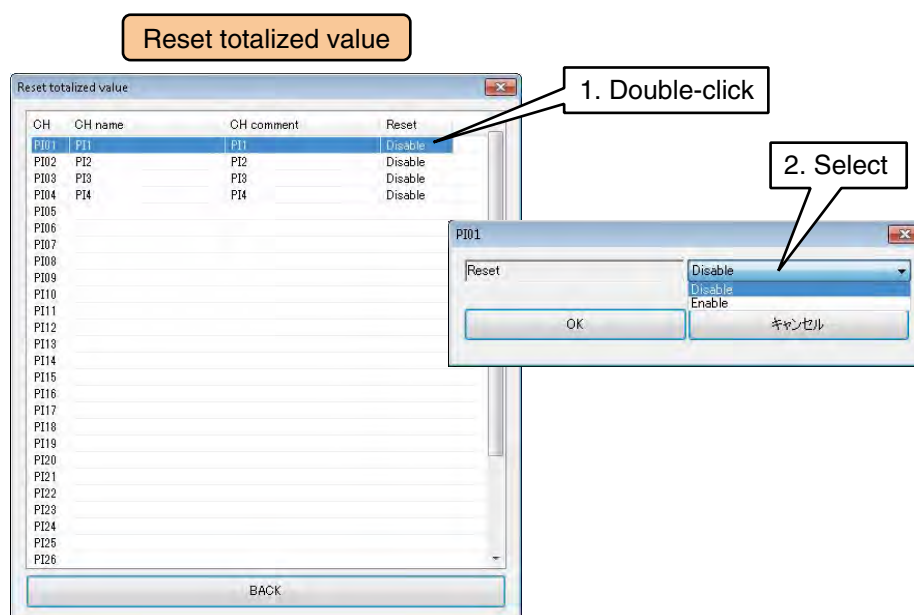 Reset totalized value
Reset totalized value
1. Double-click
CH CH name CH comment Reset
PI01 PI1 PI1 Disable
PI02 PI2 PI2 Disable
PI03 PI3 PI3 Disable
PI04 PI4 PI4 Disable
PI05
PI06
PI07
PI08
PI09
PI10
PI11
PI12
PI13
PI14
PI15
PI16
PI17
PI18
PI19
PI20
PI21
PI22
PI23
PI24
PI25
PI26
BACK
2. Select
PI01
Reset Disable
Disable
Enable
OK キャンセル